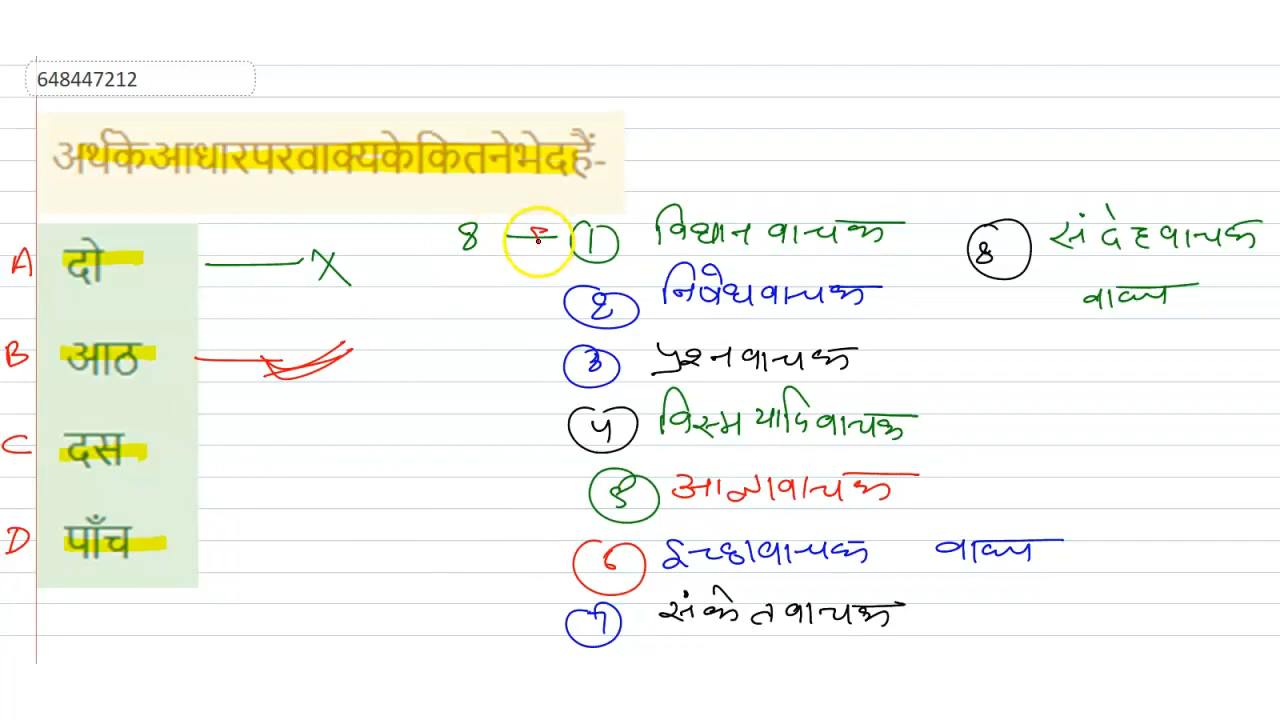 648447212
अर्थकेआधारपरवाक्यकेकितनेभेदहैं-
A दो X
B आठ
C दस
D पाँच
8 — 1 विधानवाचक
2 निषेधवाचक
3 प्रश्नवाचक
4 विस्मयादिवाचक
5 आज्ञावाचक
6 इच्छावाचक वाक्य
7 संकेतवाचक
8 संदेहवाचक
वाक्य